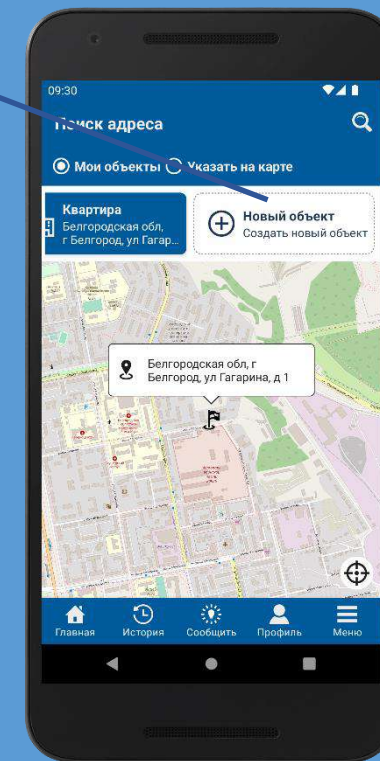 09:30
Поиск адреса
Мои объекты Указать на карте
Квартира
Белгородская обл,
г Белгород, ул Гагар...
Новый объект
Создать новый объект
Белгородская обл, г
Белгород, ул Гагарина, д 1
Главная История Сообщить Профиль Меню